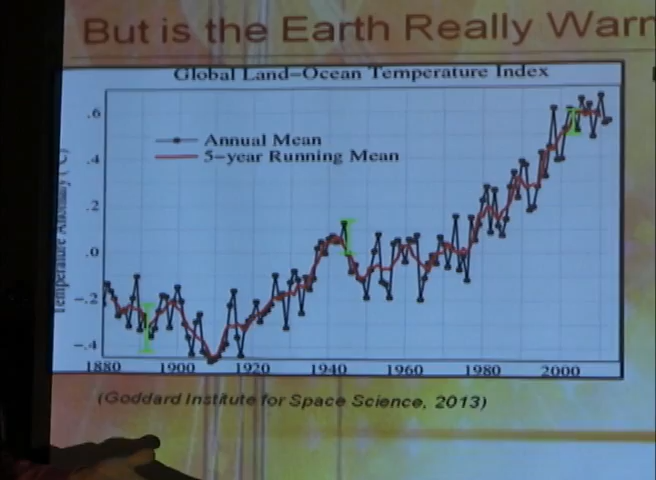 But is the Earth Really Warm
Global Land-Ocean Temperature Index
Annual Mean
5-year Running Mean
Temperature Anomaly (°C)
.6
.4
.2
.0
-.2
-.4
1880 1900 1920 1940 1960 1980 2000
(Goddard Institute for Space Science, 2013)